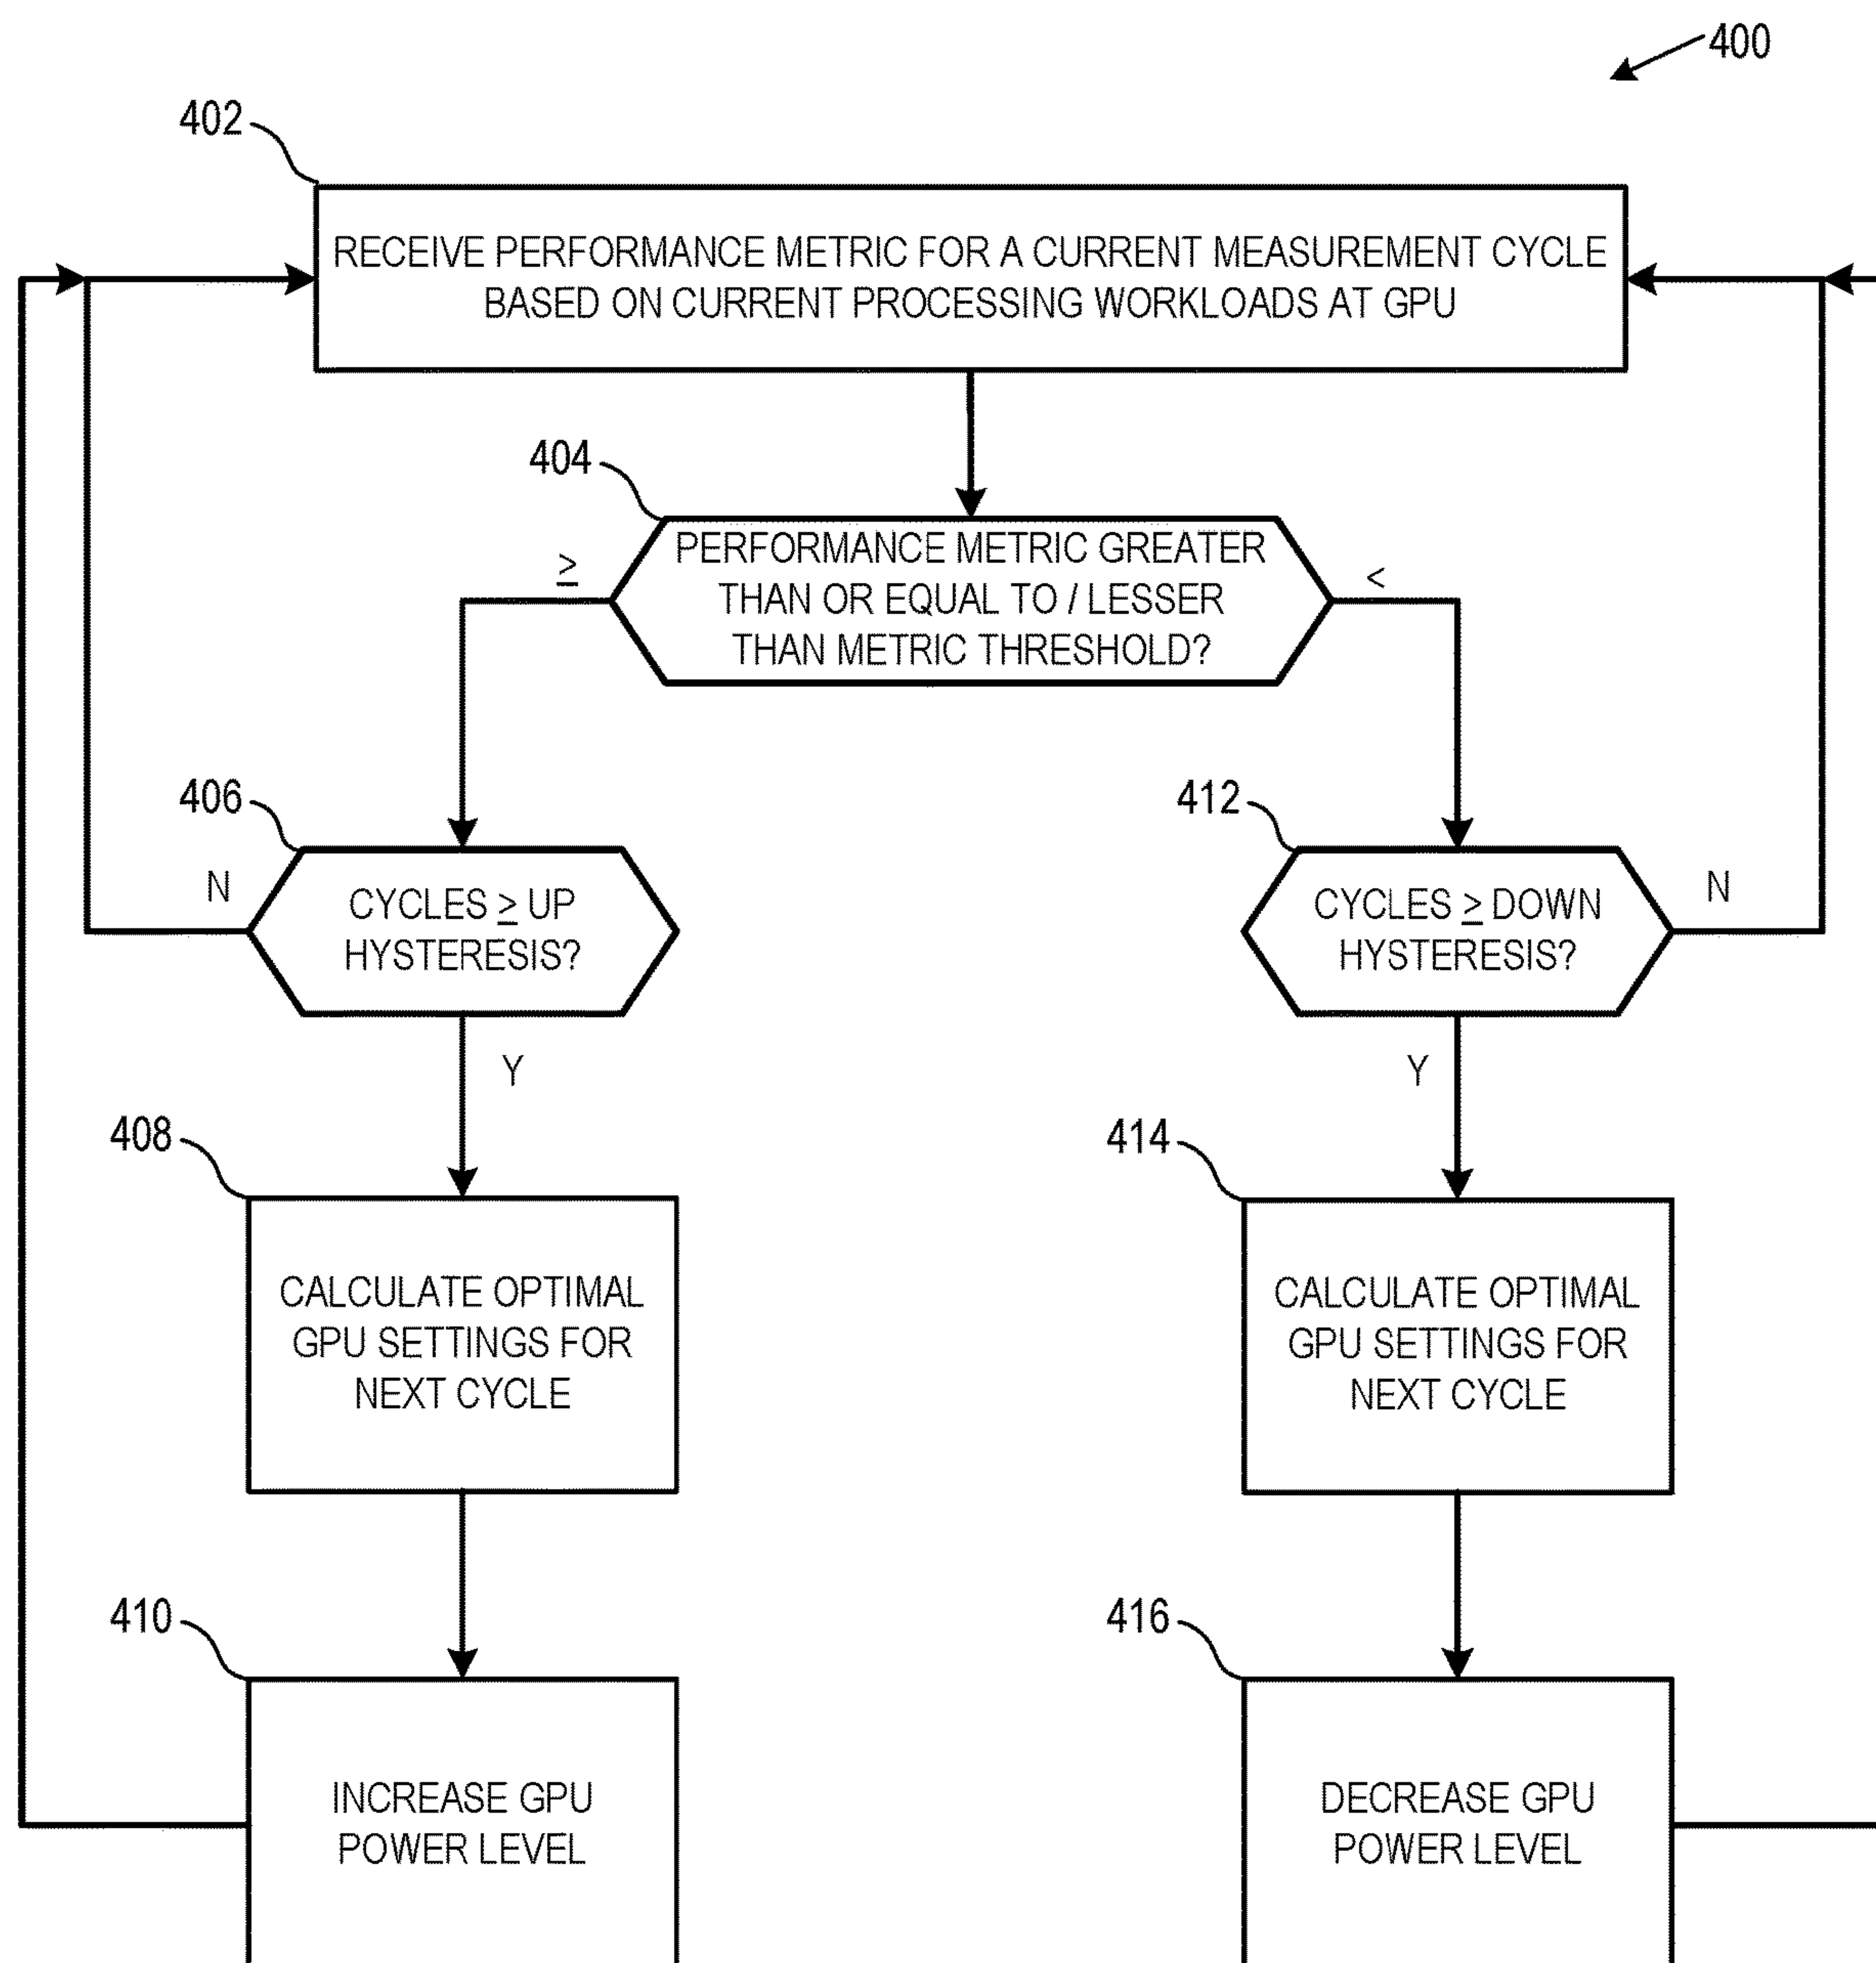 400
402
RECEIVE PERFORMANCE METRIC FOR A CURRENT MEASUREMENT CYCLE
BASED ON CURRENT PROCESSING WORKLOADS AT GPU
404
PERFORMANCE METRIC GREATER
THAN OR EQUAL TO / LESSER
THAN METRIC THRESHOLD?
≥
<
406
CYCLES ≥ UP
HYSTERESIS?
N
Y
412
CYCLES ≥ DOWN
HYSTERESIS?
N
Y
408
CALCULATE OPTIMAL
GPU SETTINGS FOR
NEXT CYCLE
414
CALCULATE OPTIMAL
GPU SETTINGS FOR
NEXT CYCLE
410
INCREASE GPU
POWER LEVEL
416
DECREASE GPU
POWER LEVEL